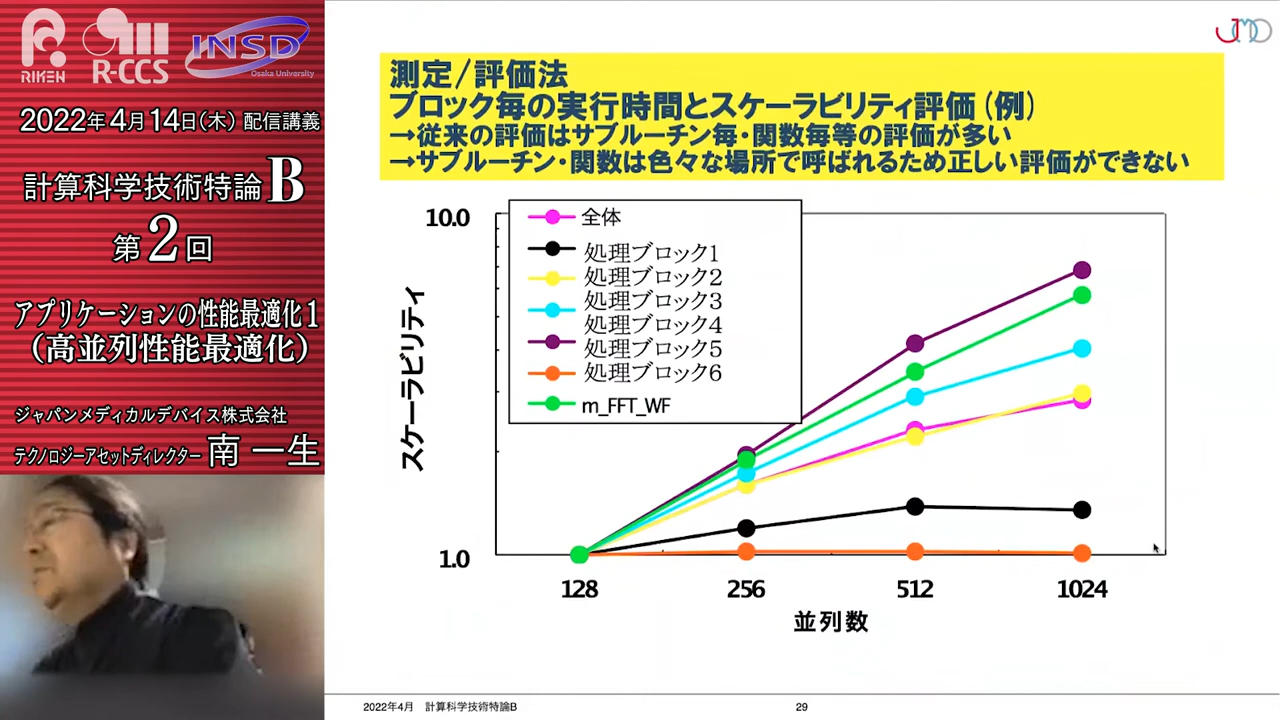 RIKEN
R-CCS
INSD
Osaka University
2022年4月14日(木) 配信講義
計算科学技術特論B
第2回
アプリケーションの性能最適化1
(高並列性能最適化)
ジャパンメディカルデバイス株式会社
テクノロジーアセットディレクター 南 一生
JMD
測定/評価法
ブロック毎の実行時間とスケーラビリティ評価(例)
→従来の評価はサブルーチン毎・関数毎等の評価が多い
→サブルーチン・関数は色々な場所で呼ばれるため正しい評価ができない
スケーラビリティ
10.0
1.0
全体
処理ブロック1
処理ブロック2
処理ブロック3
処理ブロック4
処理ブロック5
処理ブロック6
m_FFT_WF
128 256 512 1024
並列数
2022年4月 計算科学技術特論B
29